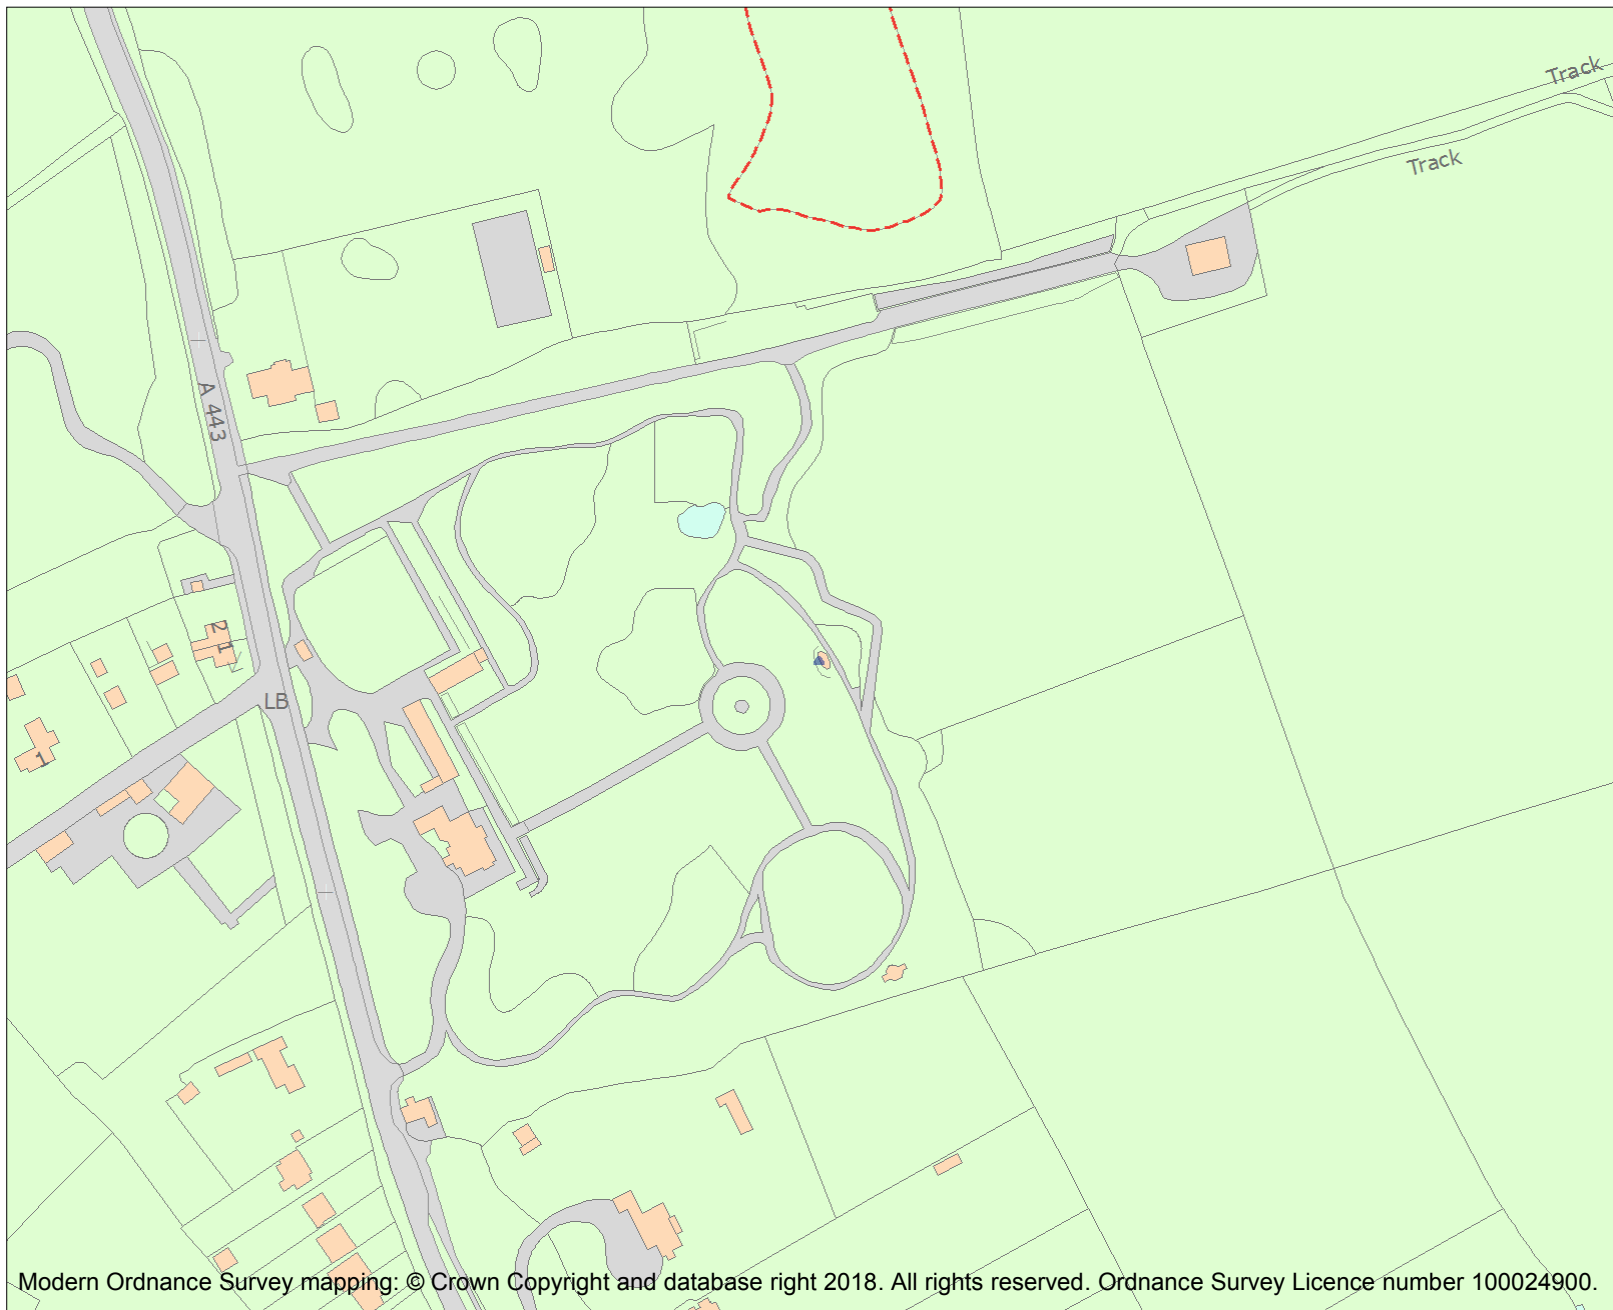 Track
Track
A 443
2
1
LB
1
Modern Ordnance Survey mapping: © Crown Copyright and database right 2018. All rights reserved. Ordnance Survey Licence number 100024900.